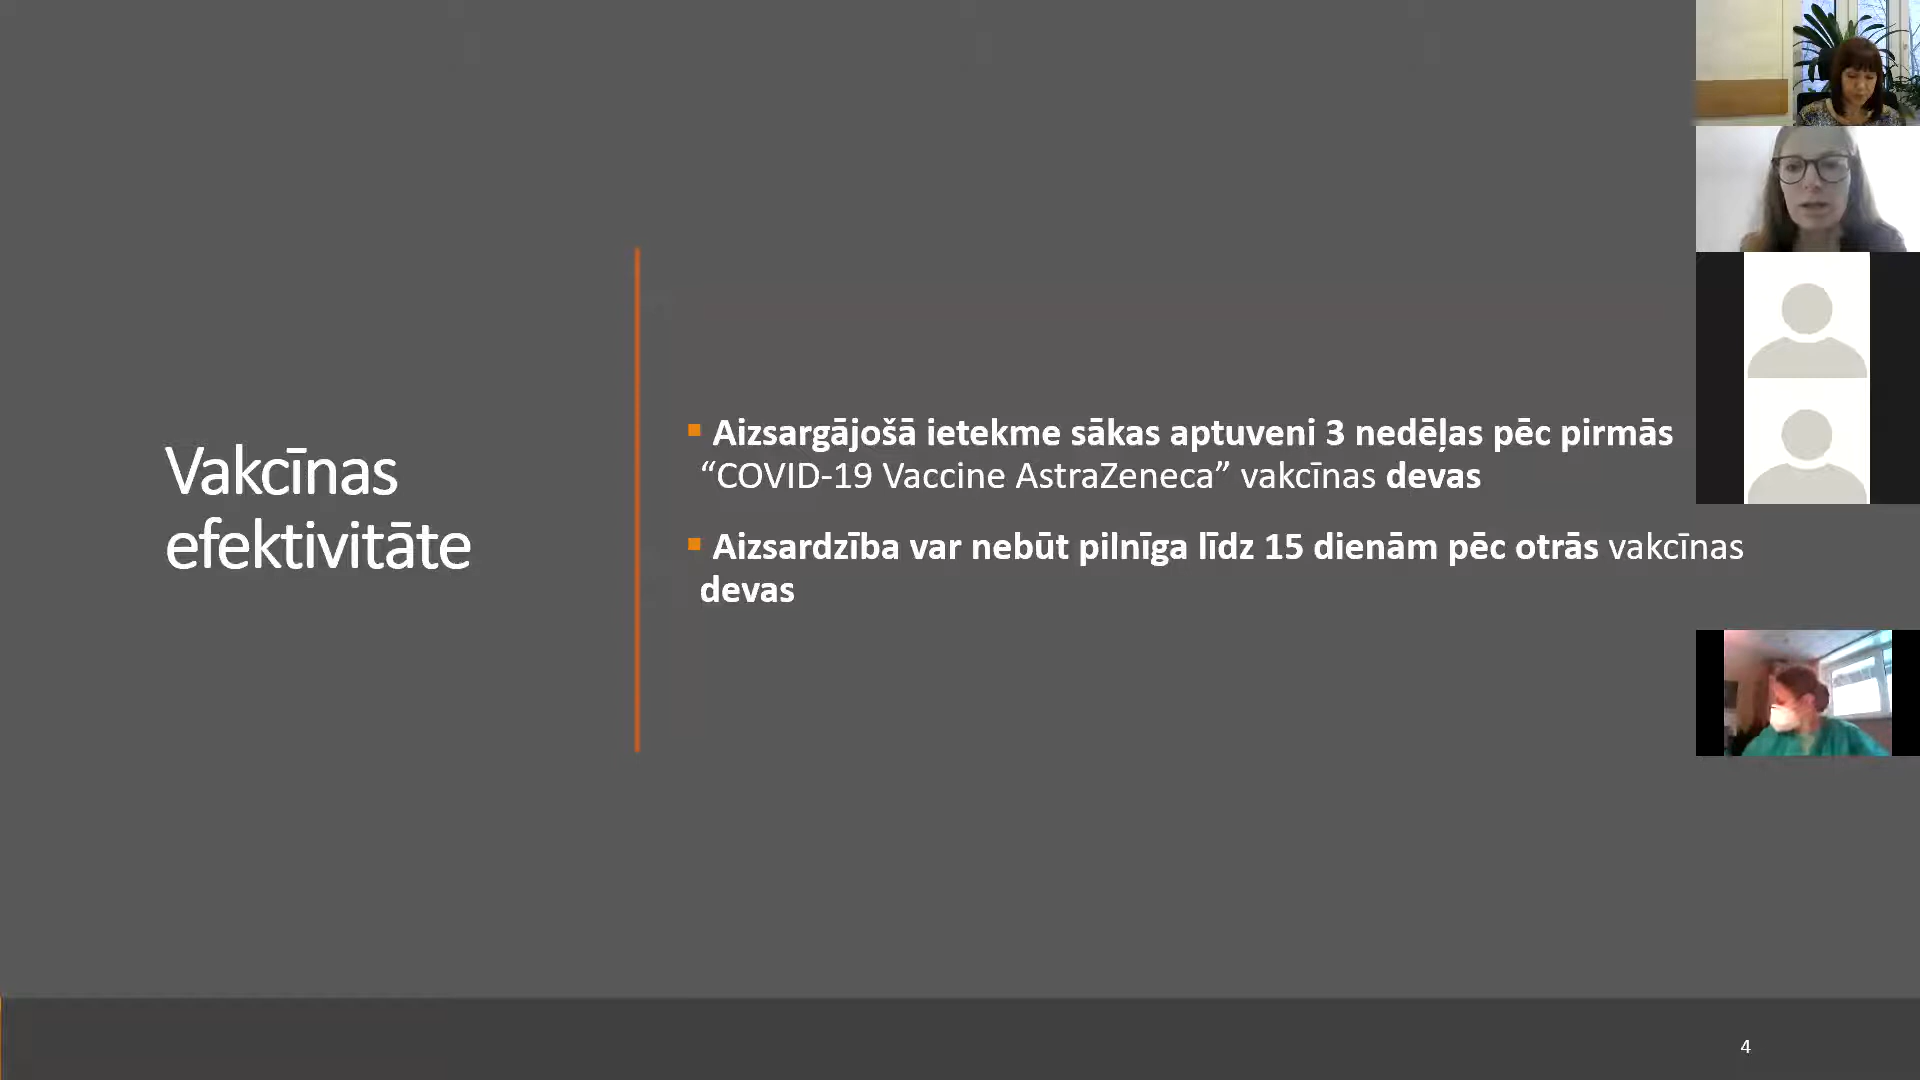 Vakcīnas
efektivitāte
▪ Aizsargājošā ietekme sākas aptuveni 3 nedēļas pēc pirmās
“COVID-19 Vaccine AstraZeneca” vakcīnas devas
▪ Aizsardzība var nebūt pilnīga līdz 15 dienām pēc otrās vakcīnas
devas
4